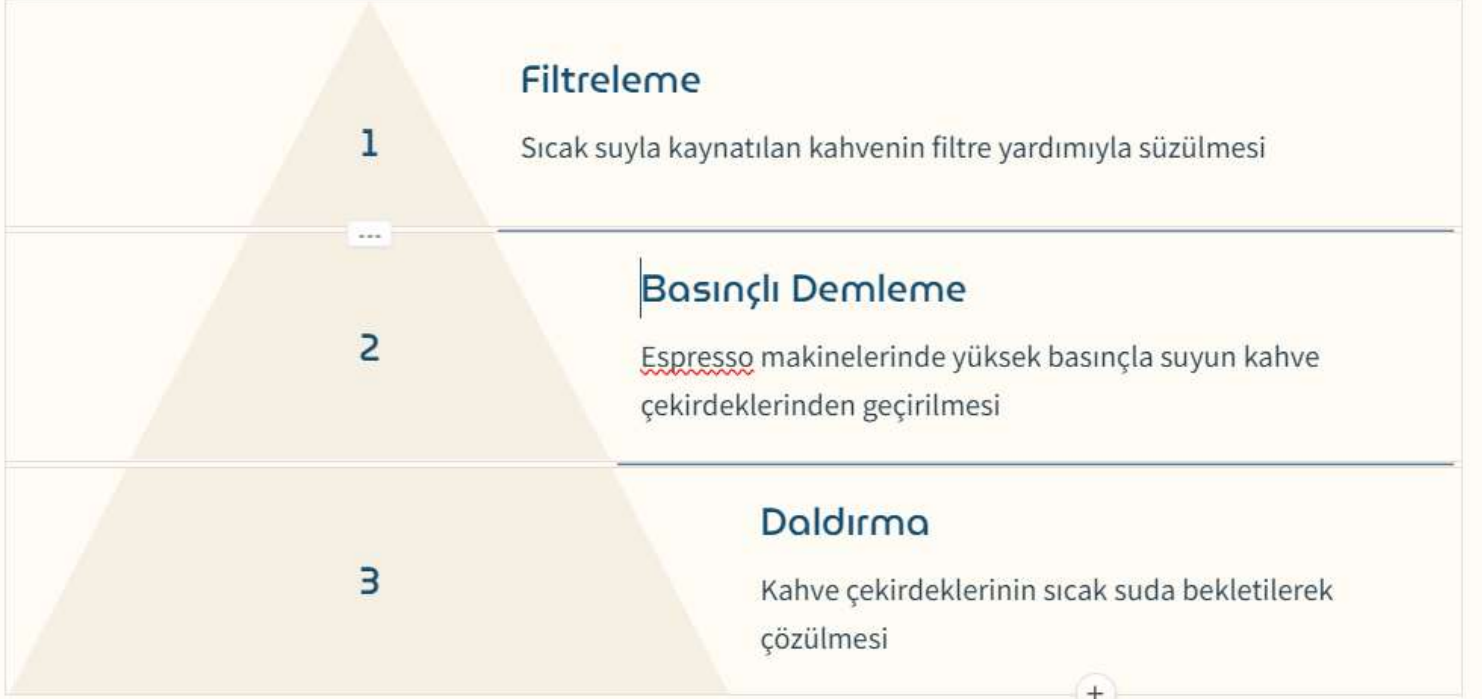 1
Filtreleme
Sıcak suyla kaynatılan kahvenin filtre yardımıyla süzülmesi
2
Basınçlı Demleme
Espresso makinelerinde yüksek basınçla suyun kahve
çekirdeklerinden geçirilmesi
3
Daldırma
Kahve çekirdeklerinin sıcak suda bekletilerek
çözülmesi